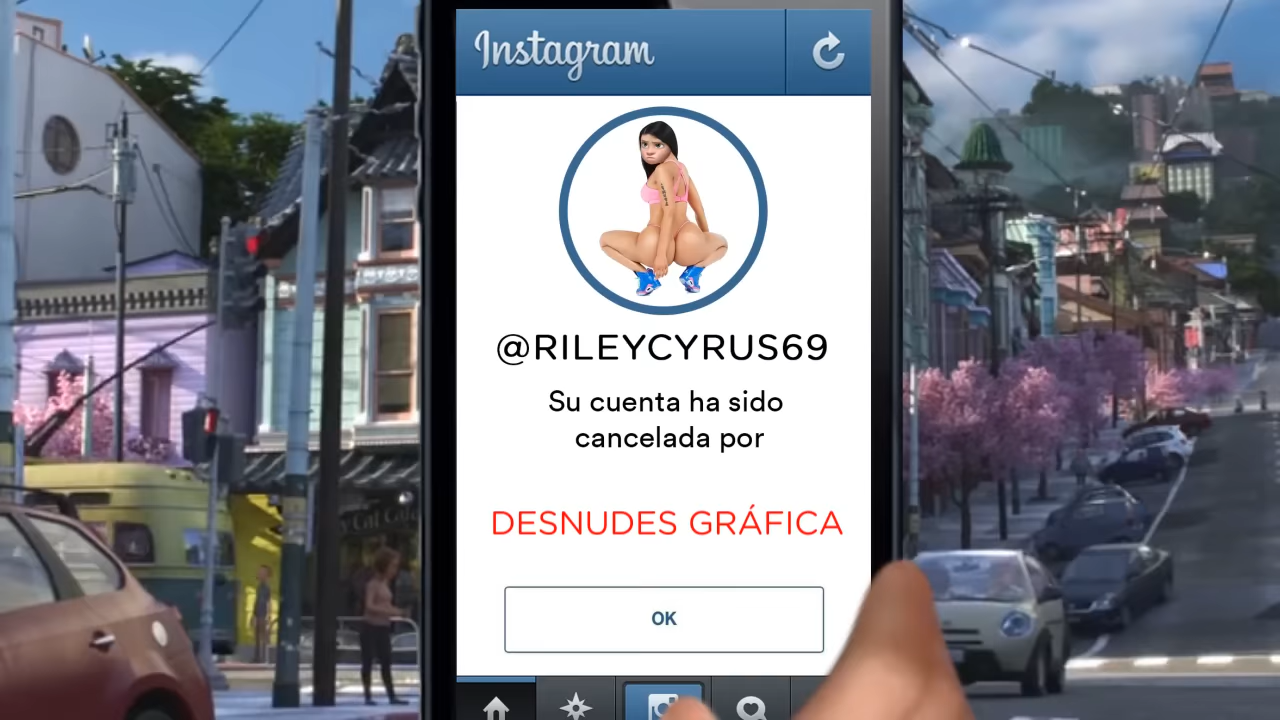 Instagram
@RILEYCYRUS69
Su cuenta ha sido
cancelada por
DESNUDES GRÁFICA
OK